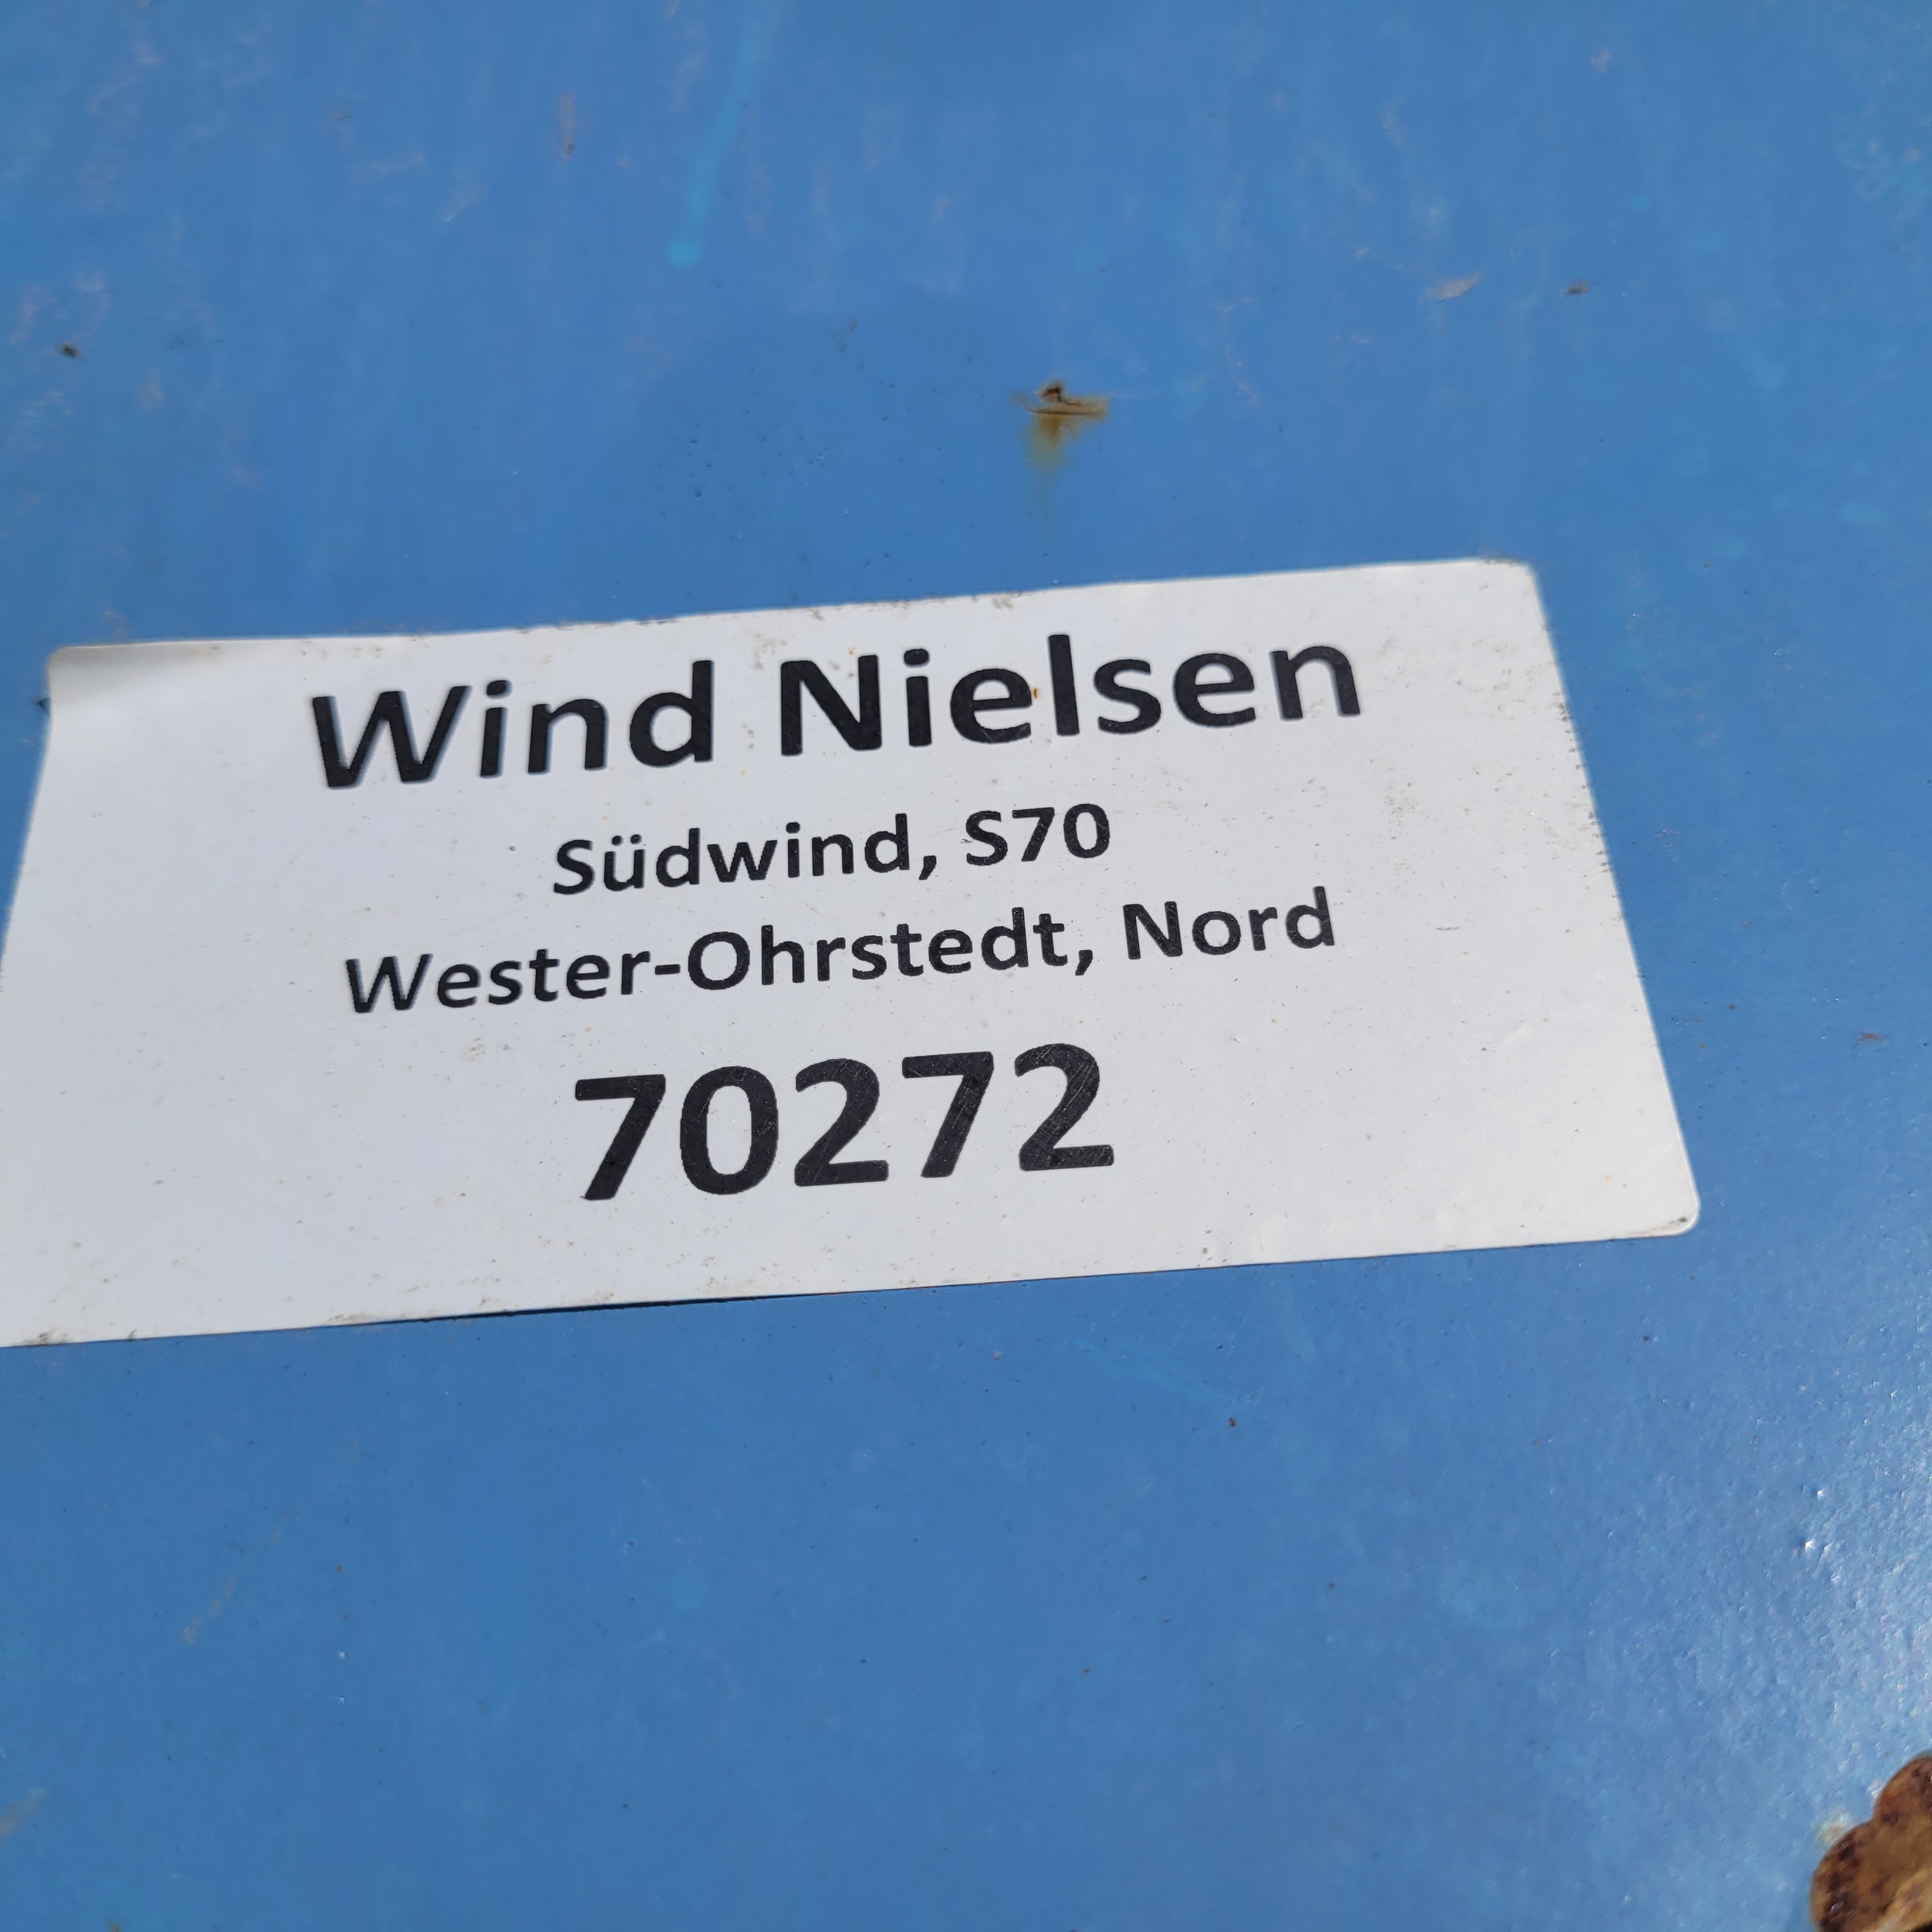 Wind Nielsen
Südwind, S70
Wester-Ohrstedt, Nord
70272